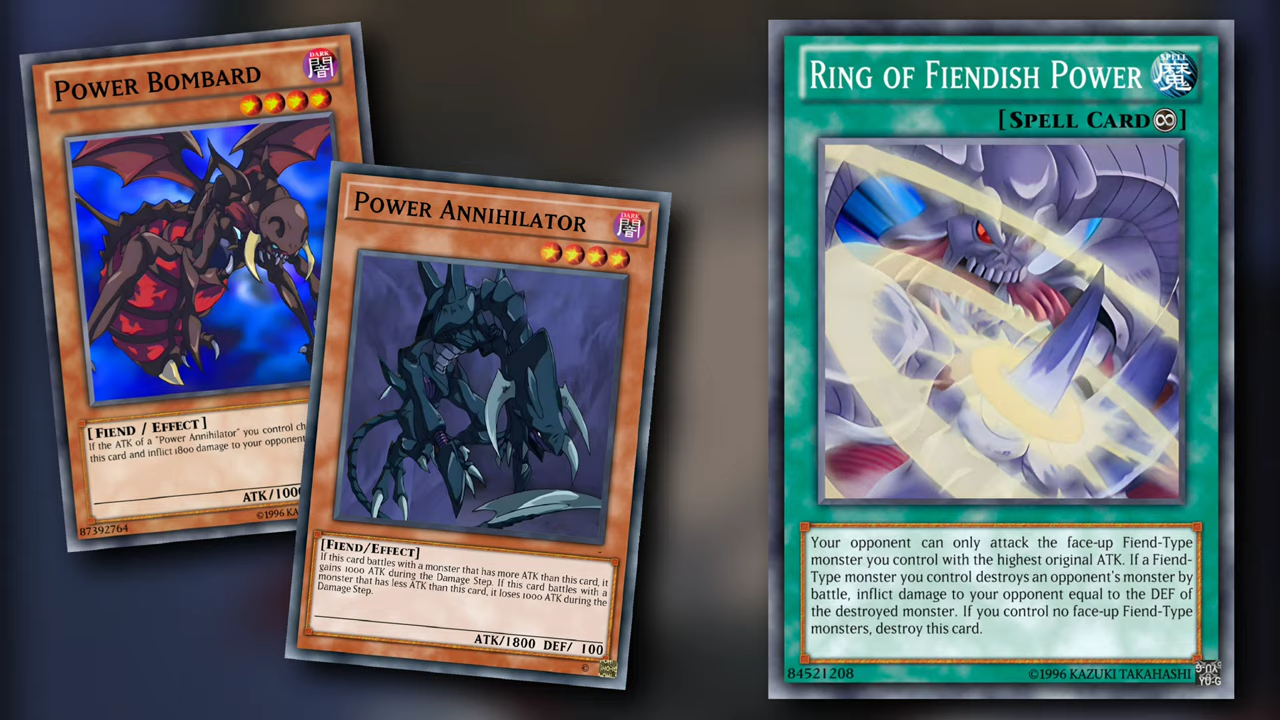 POWER BOMBARD
DARK
闇
[FIEND / EFFECT]
If the ATK of a "Power Annihilator" you control ch
this card and inflict 1800 damage to your opponent
ATK/1000
87392764
©1996 KA
POWER ANNIHILATOR
DARK
闇
[FIEND/EFFECT]
If this card battles with a monster that has more ATK than this card, it
gains 1000 ATK during the Damage Step. If this card battles with a
monster that has less ATK than this card, it loses 1000 ATK during the
Damage Step.
ATK/1800 DEF/ 100
©
RING OF FIENDISH POWER
SPELL
魔
[SPELL CARD∞]
Your opponent can only attack the face-up Fiend-Type
monster you control with the highest original ATK. If a Fiend-
Type monster you control destroys an opponent's monster by
battle, inflict damage to your opponent equal to the DEF of
the destroyed monster. If you control no face-up Fiend-Type
monsters, destroy this card.
84521208
©1996 KAZUKI TAKAHASHI